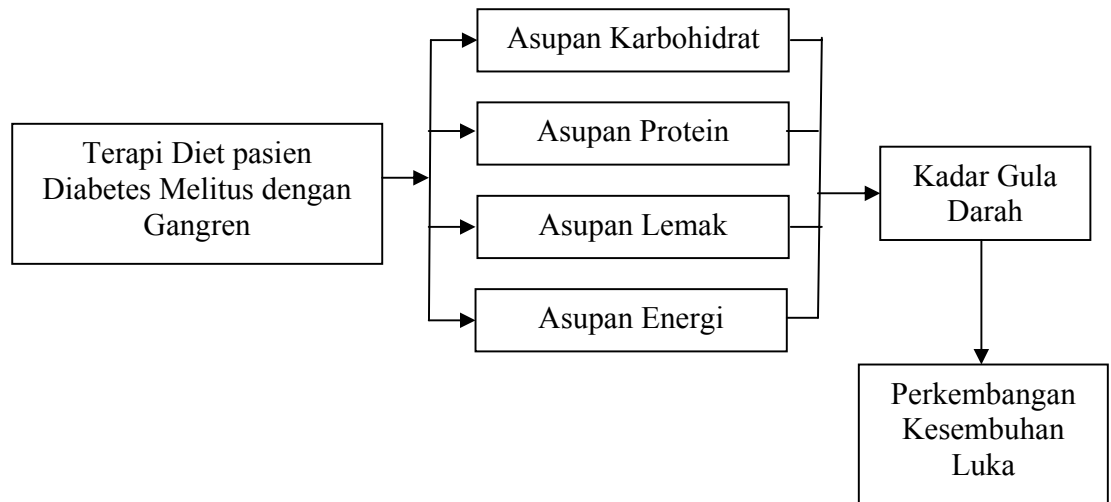 Terapi Diet pasien
Diabetes Melitus dengan
Gangren
Asupan Karbohidrat
Asupan Protein
Asupan Lemak
Asupan Energi
Kadar Gula
Darah
Perkembangan
Kesembuhan
Luka